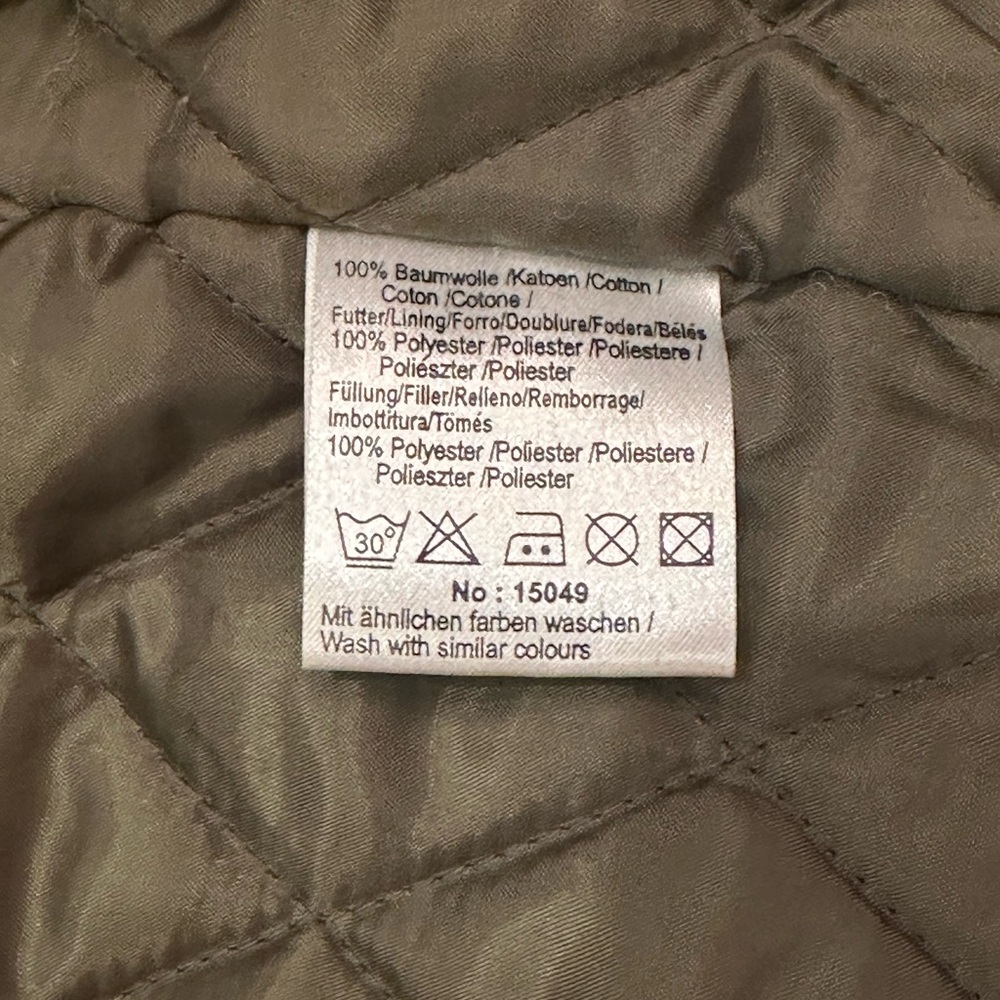 100% Baumwolle /Katoen /Cotton /
Coton /Cotone /
Futter/Lining/Forro/Doublure/Fodera/Bélés
100% Polyester /Poliester /Poliestere /
Poliészter /Poliester
Füllung/Filler/Relleno/Remborrage/
Imbottitura/Tömés
100% Polyester /Poliester /Poliestere /
Polieszter /Poliester
30°
No : 15049
Mit ähnlichen farben waschen /
Wash with similar colours